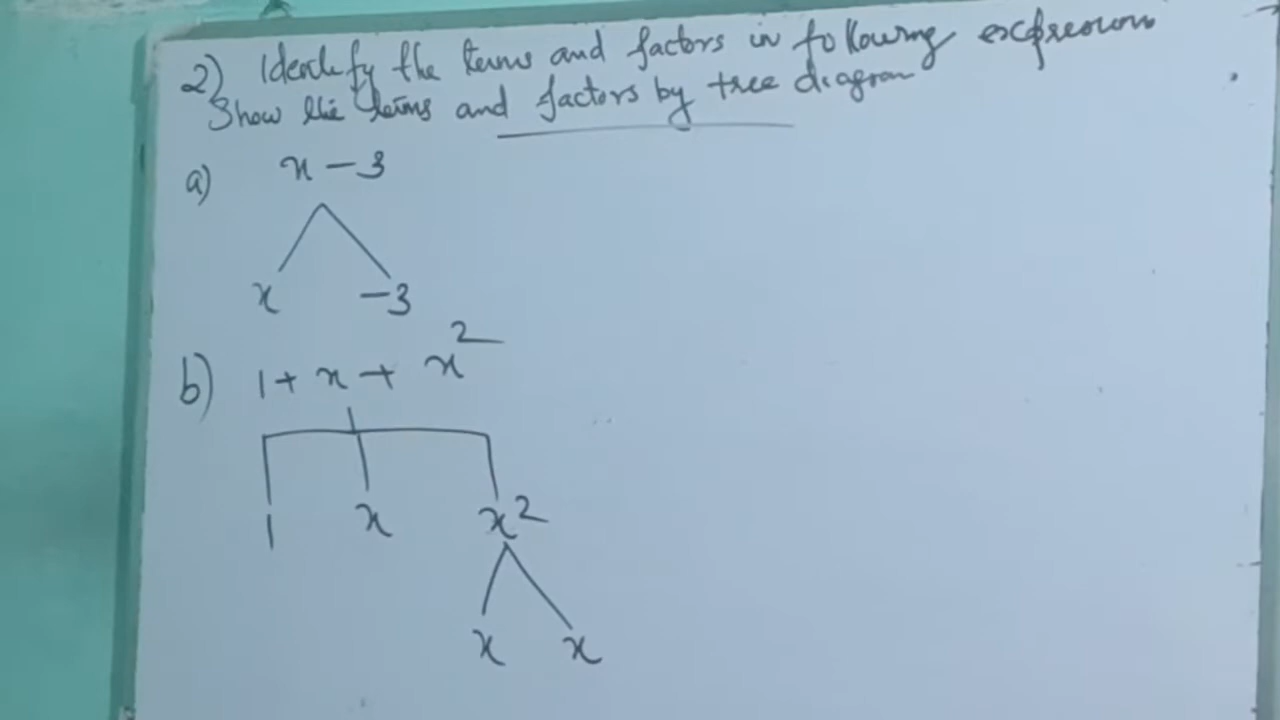 2) Identify the terms and factors in following expressions
Show the terms and factors by tree diagram
a) x - 3
x -3
b) 1 + x + x²
1 x x²
x x